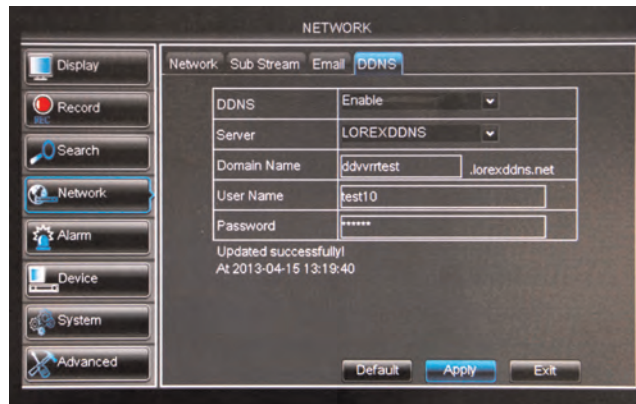 NETWORK
Display
Record
REC
Search
Network
Alarm
Device
System
Advanced
Network Sub Stream Email DDNS
DDNS Enable
Server LOREXDDNS
Domain Name ddvvrrtest .lorexddns.net
User Name test10
Password ******
Updated successfully!
At 2013-04-15 13:19:40
Default Apply Exit